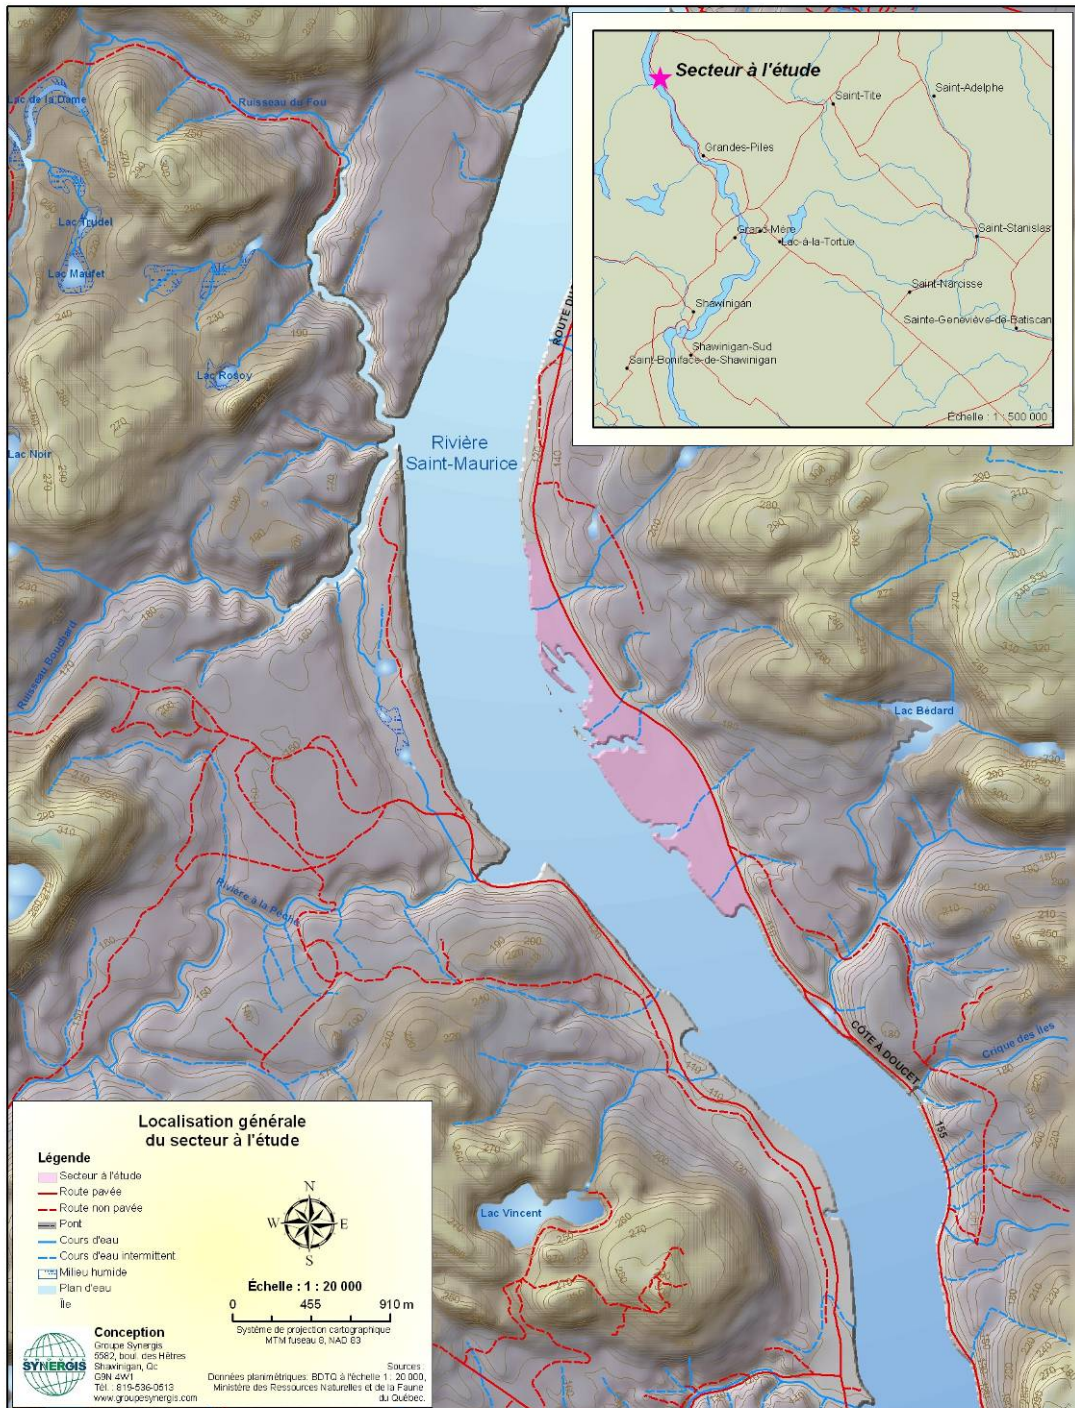 Secteur à l'étude
Saint-Tite
Saint-Adelphe
Grandes-Piles
Grand-Mère
Lac-à-la-Tortue
Saint-Stanislas
Saint-Narcisse
Shawinigan
Sainte-Geneviève-de-Batiscan
Shawinigan-Sud
Saint-Boniface-de-Shawinigan
Échelle : 1 : 500 000
Lac de la Dame
Ruisseau du Fou
Lac Trudel
Lac Maufet
Lac Rosoy
Lac Noir
ROUTE DU
Rivière
Saint-Maurice
Ruisseau Bouchard
Lac Bédard
Rivière à la Pêche
CÔTE À DOUCET
Crique des Îles
155
Lac Vincent
Localisation générale
du secteur à l'étude
Légende
Secteur à l'étude
Route pavée
Route non pavée
Pont
Cours d'eau
Cours d'eau intermittent
Milieu humide
Plan d'eau
Île
N
W E
S
Échelle : 1 : 20 000
0 455 910 m
Système de projection cartographique
MTM fuseau 8, NAD 83
SYNERGIS
Conception
Groupe Synergis
5582, boul. des Hêtres
Shawinigan, Qc
G9N 4W1
Tél. : 819-536-0513
www.groupesynergis.com
Sources :
Données planimétriques: BDTQ à l'échelle 1 : 20 000,
Ministère des Ressources Naturelles et de la Faune
du Québec.